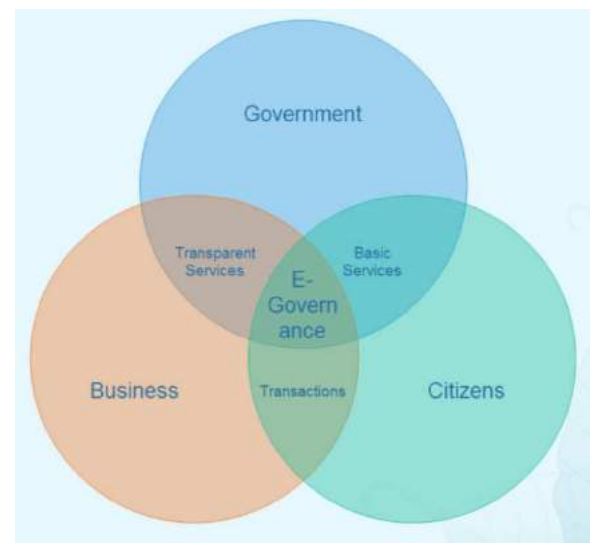 Government
Transparent
Services
Basic
Services
E-
Govern
ance
Business
Transactions
Citizens